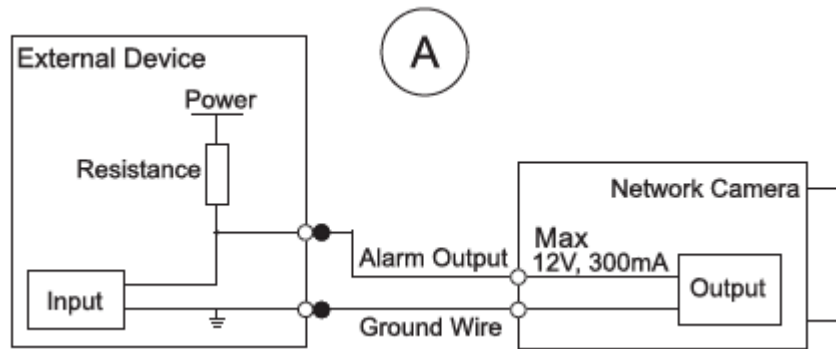 A
External Device
Power
Resistance
Network Camera
Max
12V, 300mA
Alarm Output
Output
Input
Ground Wire